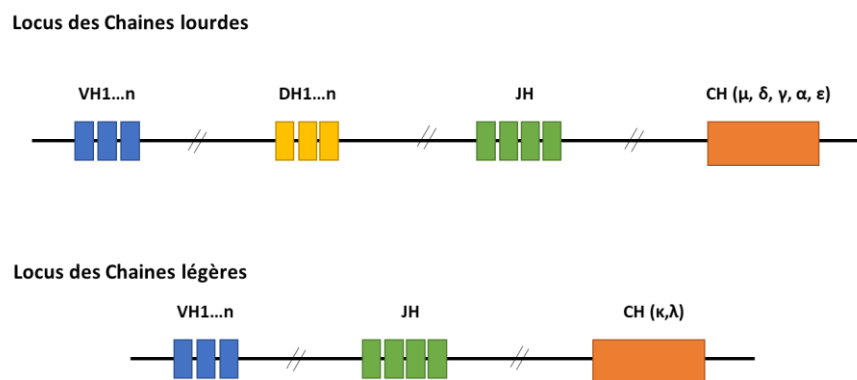 Locus des Chaines lourdes
VH1...n DH1...n JH CH (μ, δ, γ, α, ε)
Locus des Chaines légères
VH1...n JH CH (κ,λ)